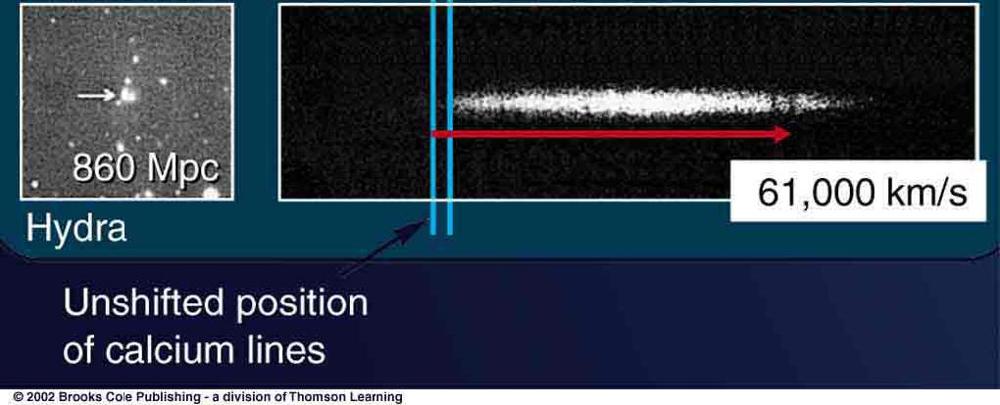 860 Mpc
61,000 km/s
Hydra
Unshifted position
of calcium lines
© 2002 Brooks Cole Publishing - a division of Thomson Learning